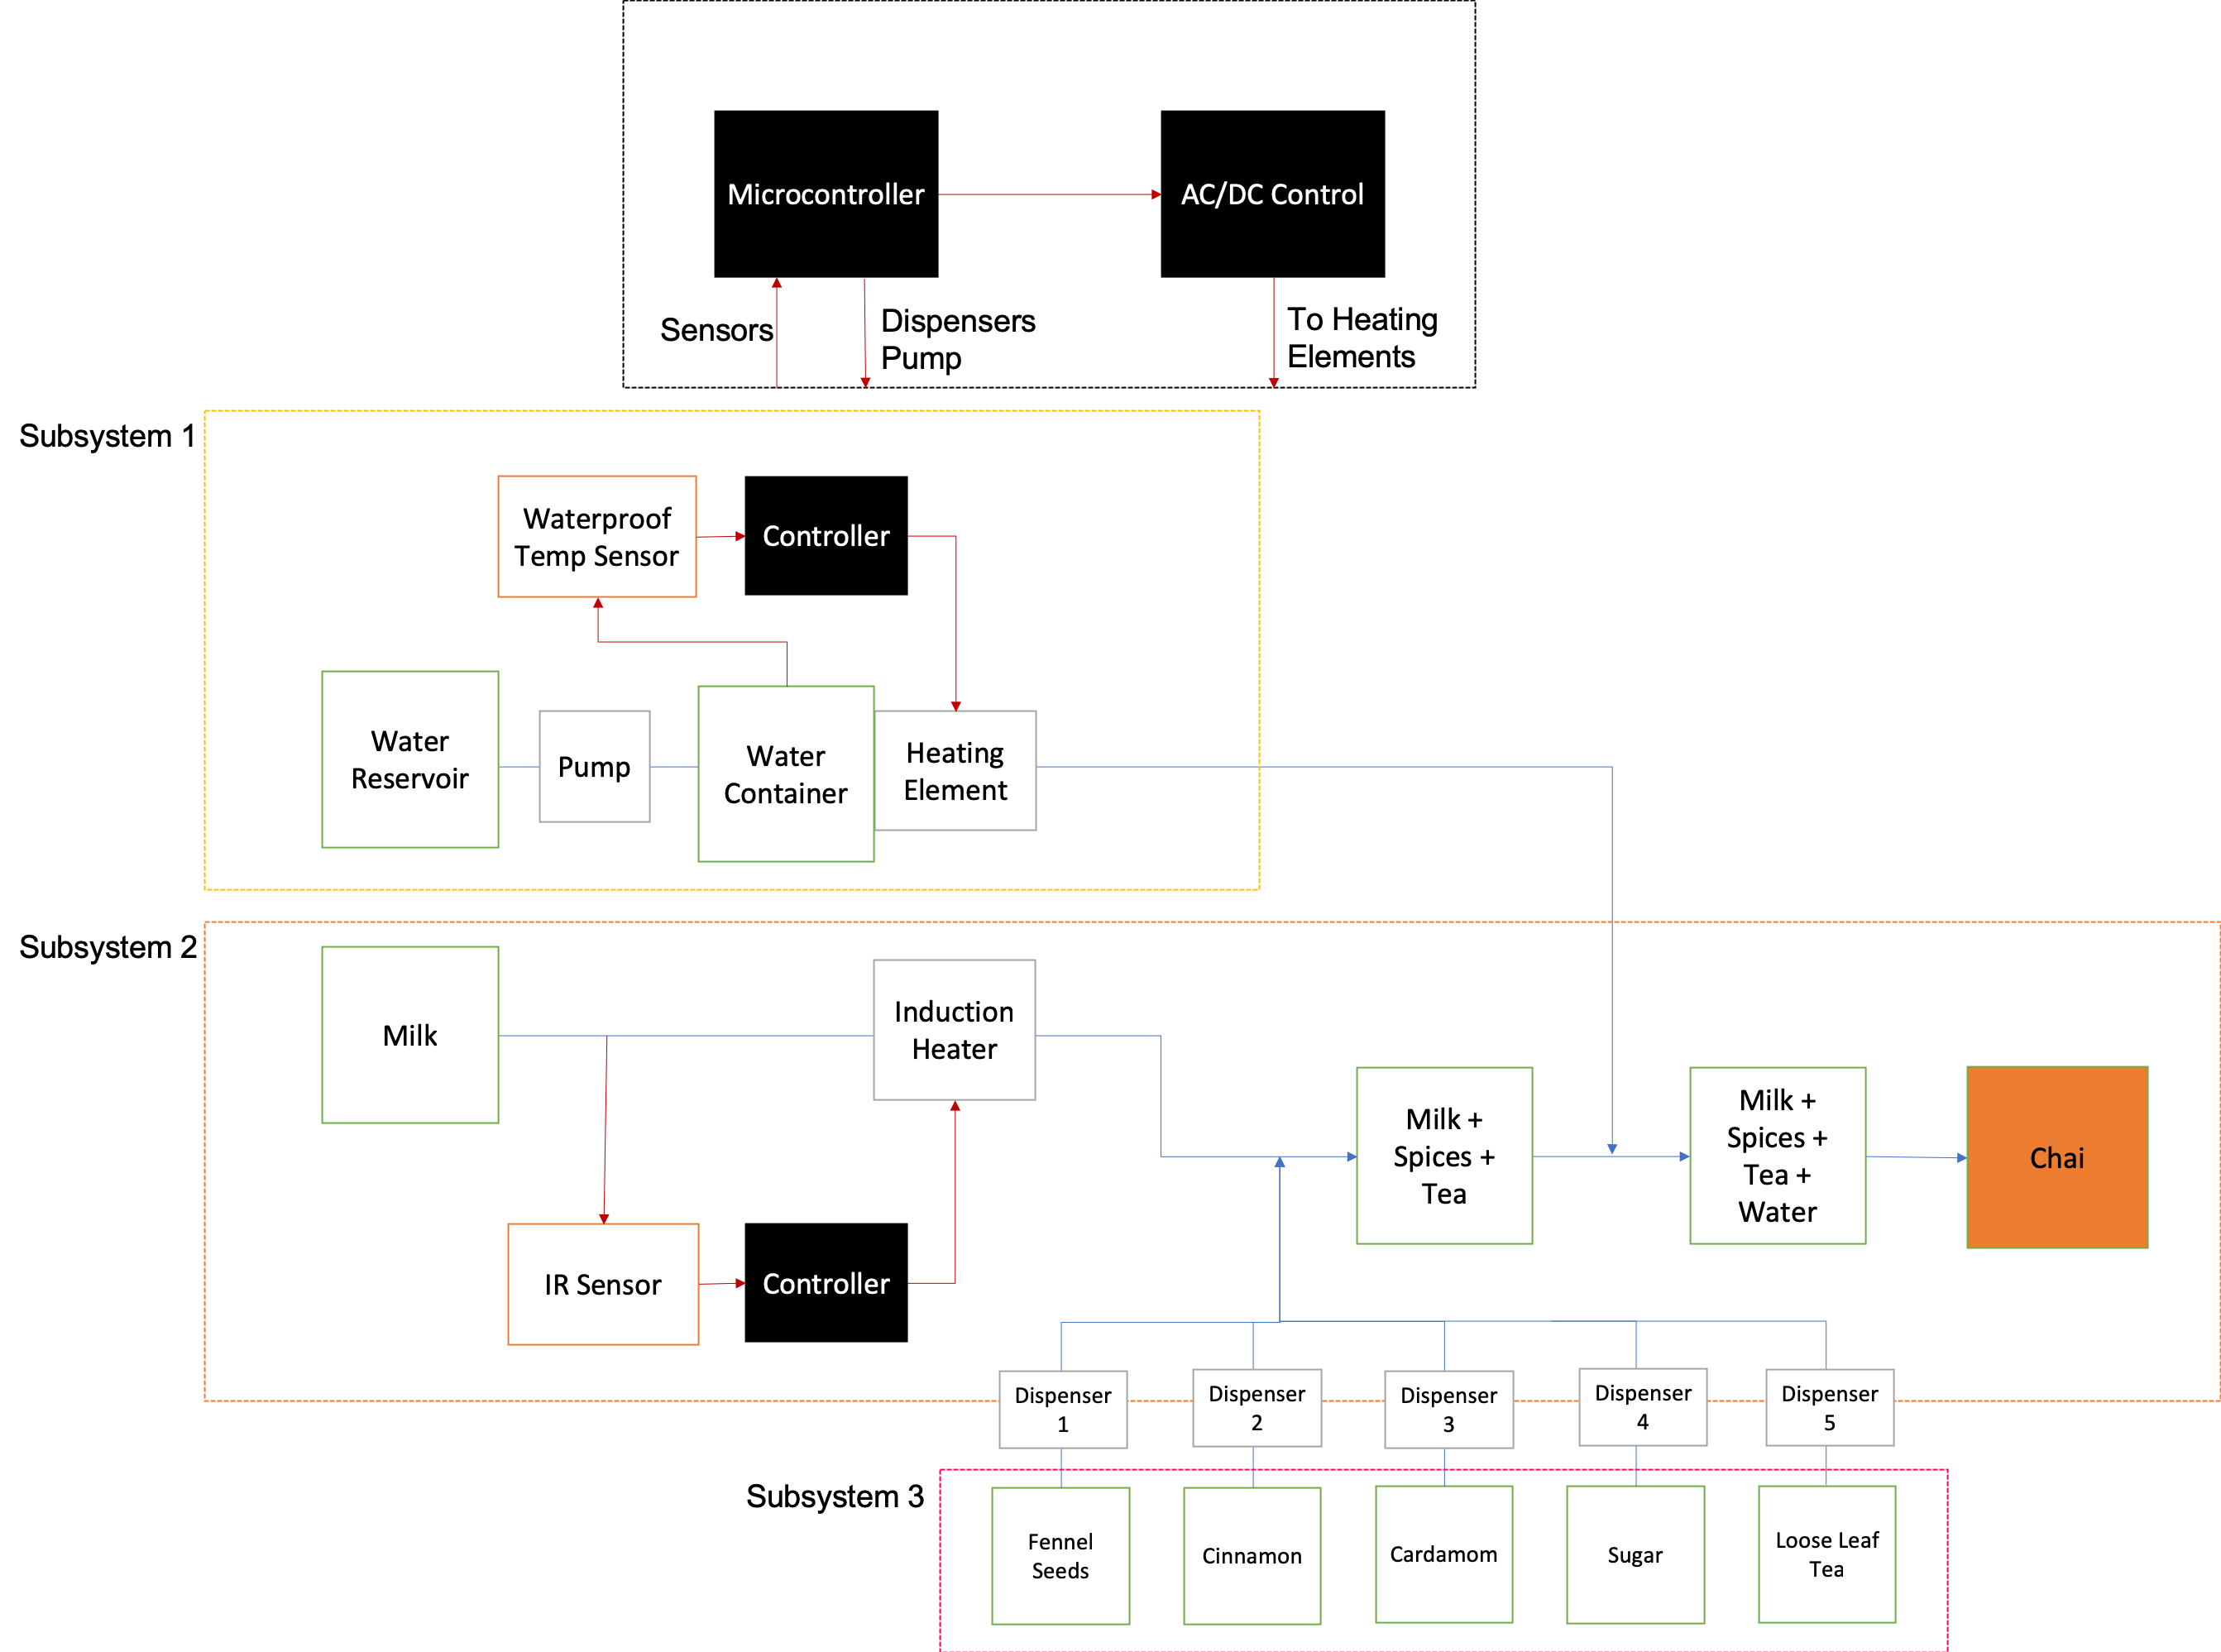 Microcontroller
AC/DC Control
Sensors
Dispensers
Pump
To Heating
Elements
Subsystem 1
Waterproof
Temp Sensor
Controller
Water
Reservoir
Pump
Water
Container
Heating
Element
Subsystem 2
Milk
Induction
Heater
Milk +
Spices +
Tea
Milk +
Spices +
Tea +
Water
Chai
IR Sensor
Controller
Dispenser
1
Dispenser
2
Dispenser
3
Dispenser
4
Dispenser
5
Subsystem 3
Fennel
Seeds
Cinnamon
Cardamom
Sugar
Loose Leaf
Tea